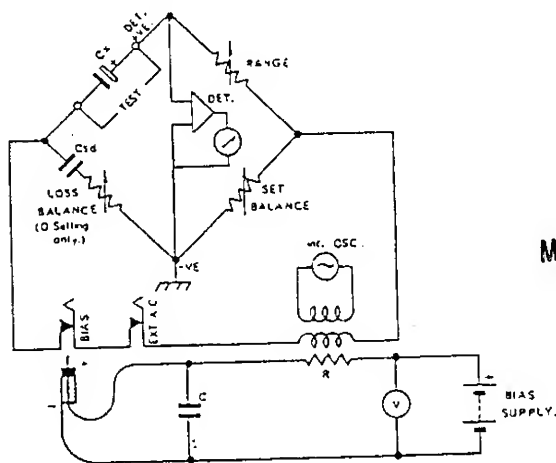 DET.
+VE.
Cx
+
TEST
RANGE
DET.
Csd
LOSS
BALANCE
(D Setting
only.)
SET
BALANCE
-VE
INT. OSC.
M
BIAS
EXT A.C
+
-
C
R
V
+
BIAS
SUPPLY.
-